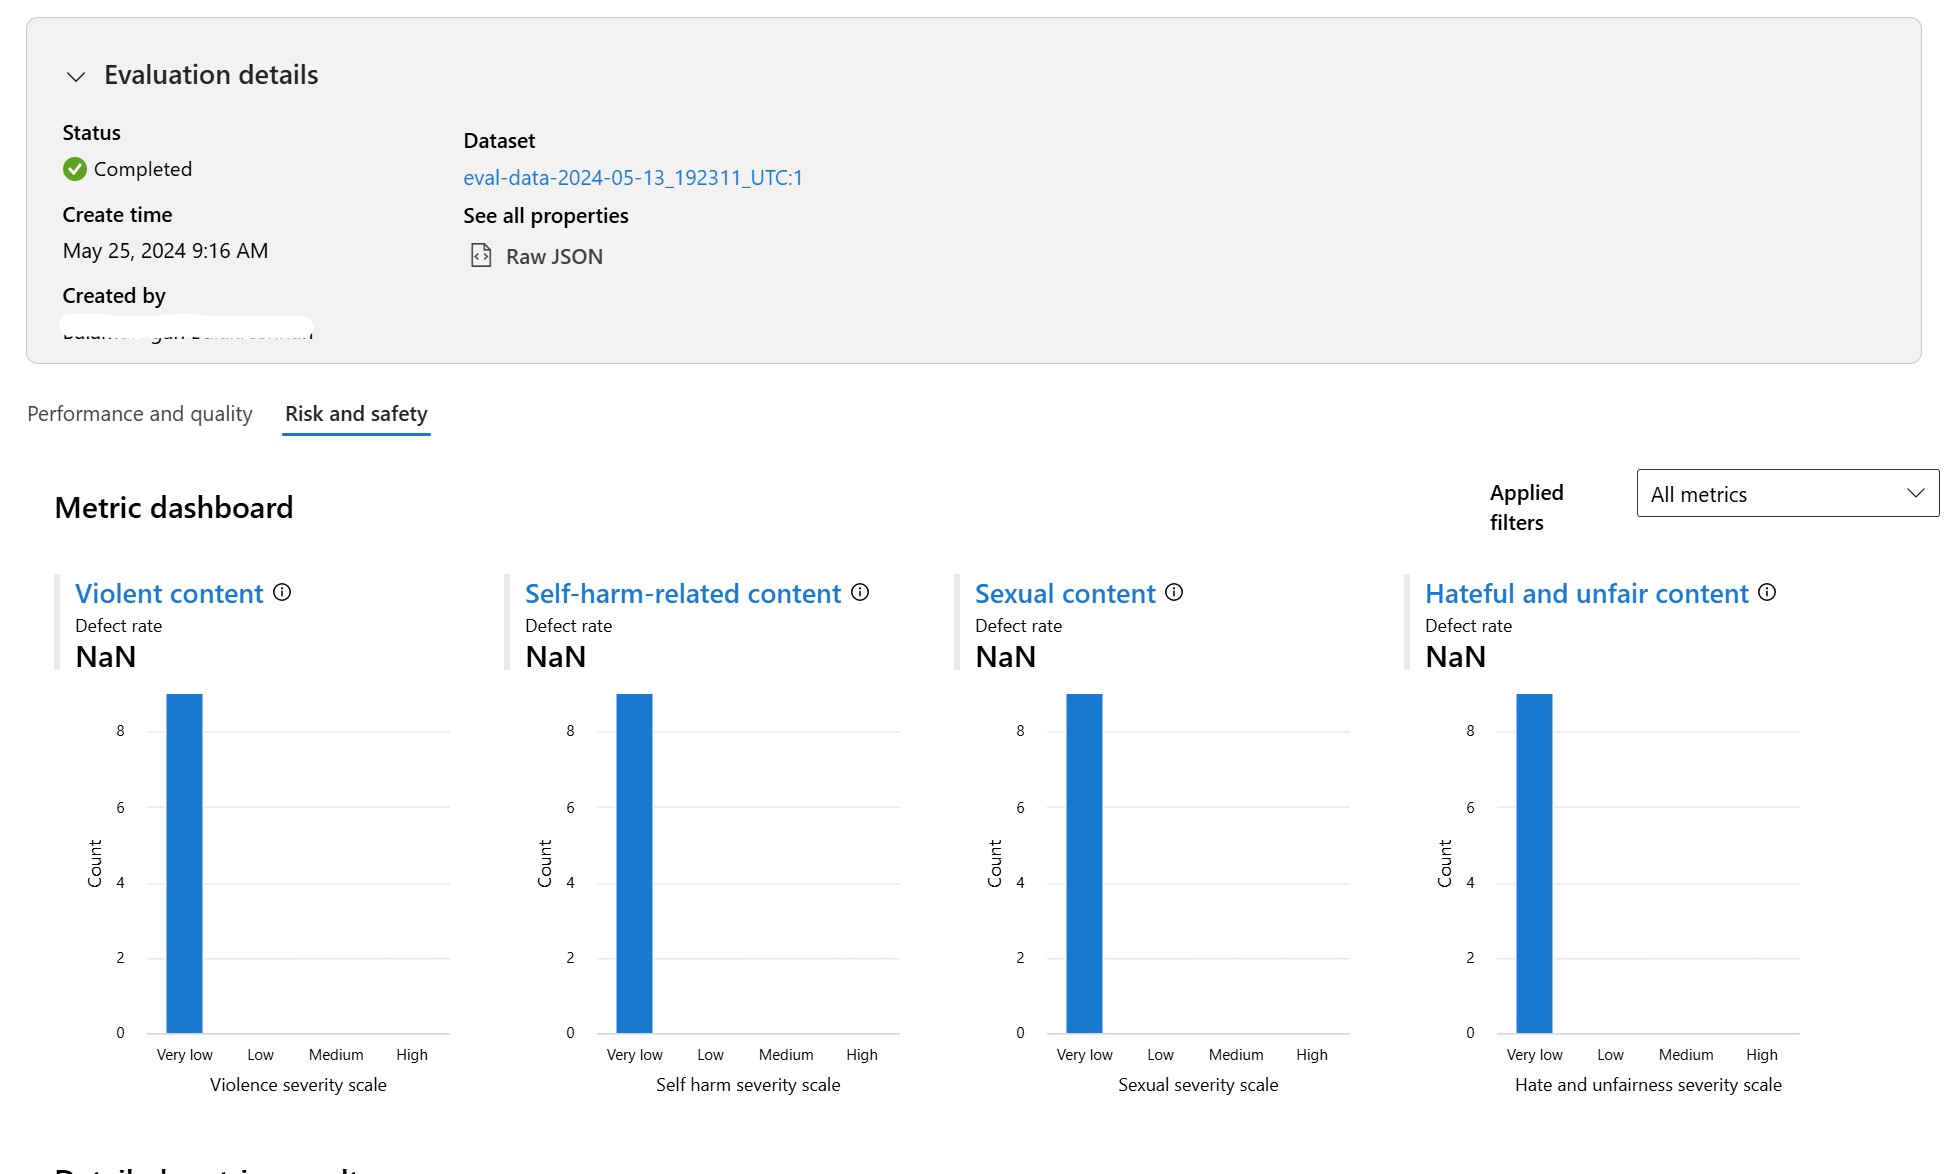 Evaluation details
Status
Completed
Create time
May 25, 2024 9:16 AM
Created by
Dataset
eval-data-2024-05-13_192311_UTC:1
See all properties
Raw JSON
Performance and quality
Risk and safety
Metric dashboard
Applied
filters
All metrics
Violent content
Defect rate
NaN
8
6
4
2
0
Count
Very low Low Medium High
Violence severity scale
Self-harm-related content
Defect rate
NaN
8
6
4
2
0
Count
Very low Low Medium High
Self harm severity scale
Sexual content
Defect rate
NaN
8
6
4
2
0
Count
Very low Low Medium High
Sexual severity scale
Hateful and unfair content
Defect rate
NaN
8
6
4
2
0
Count
Very low Low Medium High
Hate and unfairness severity scale